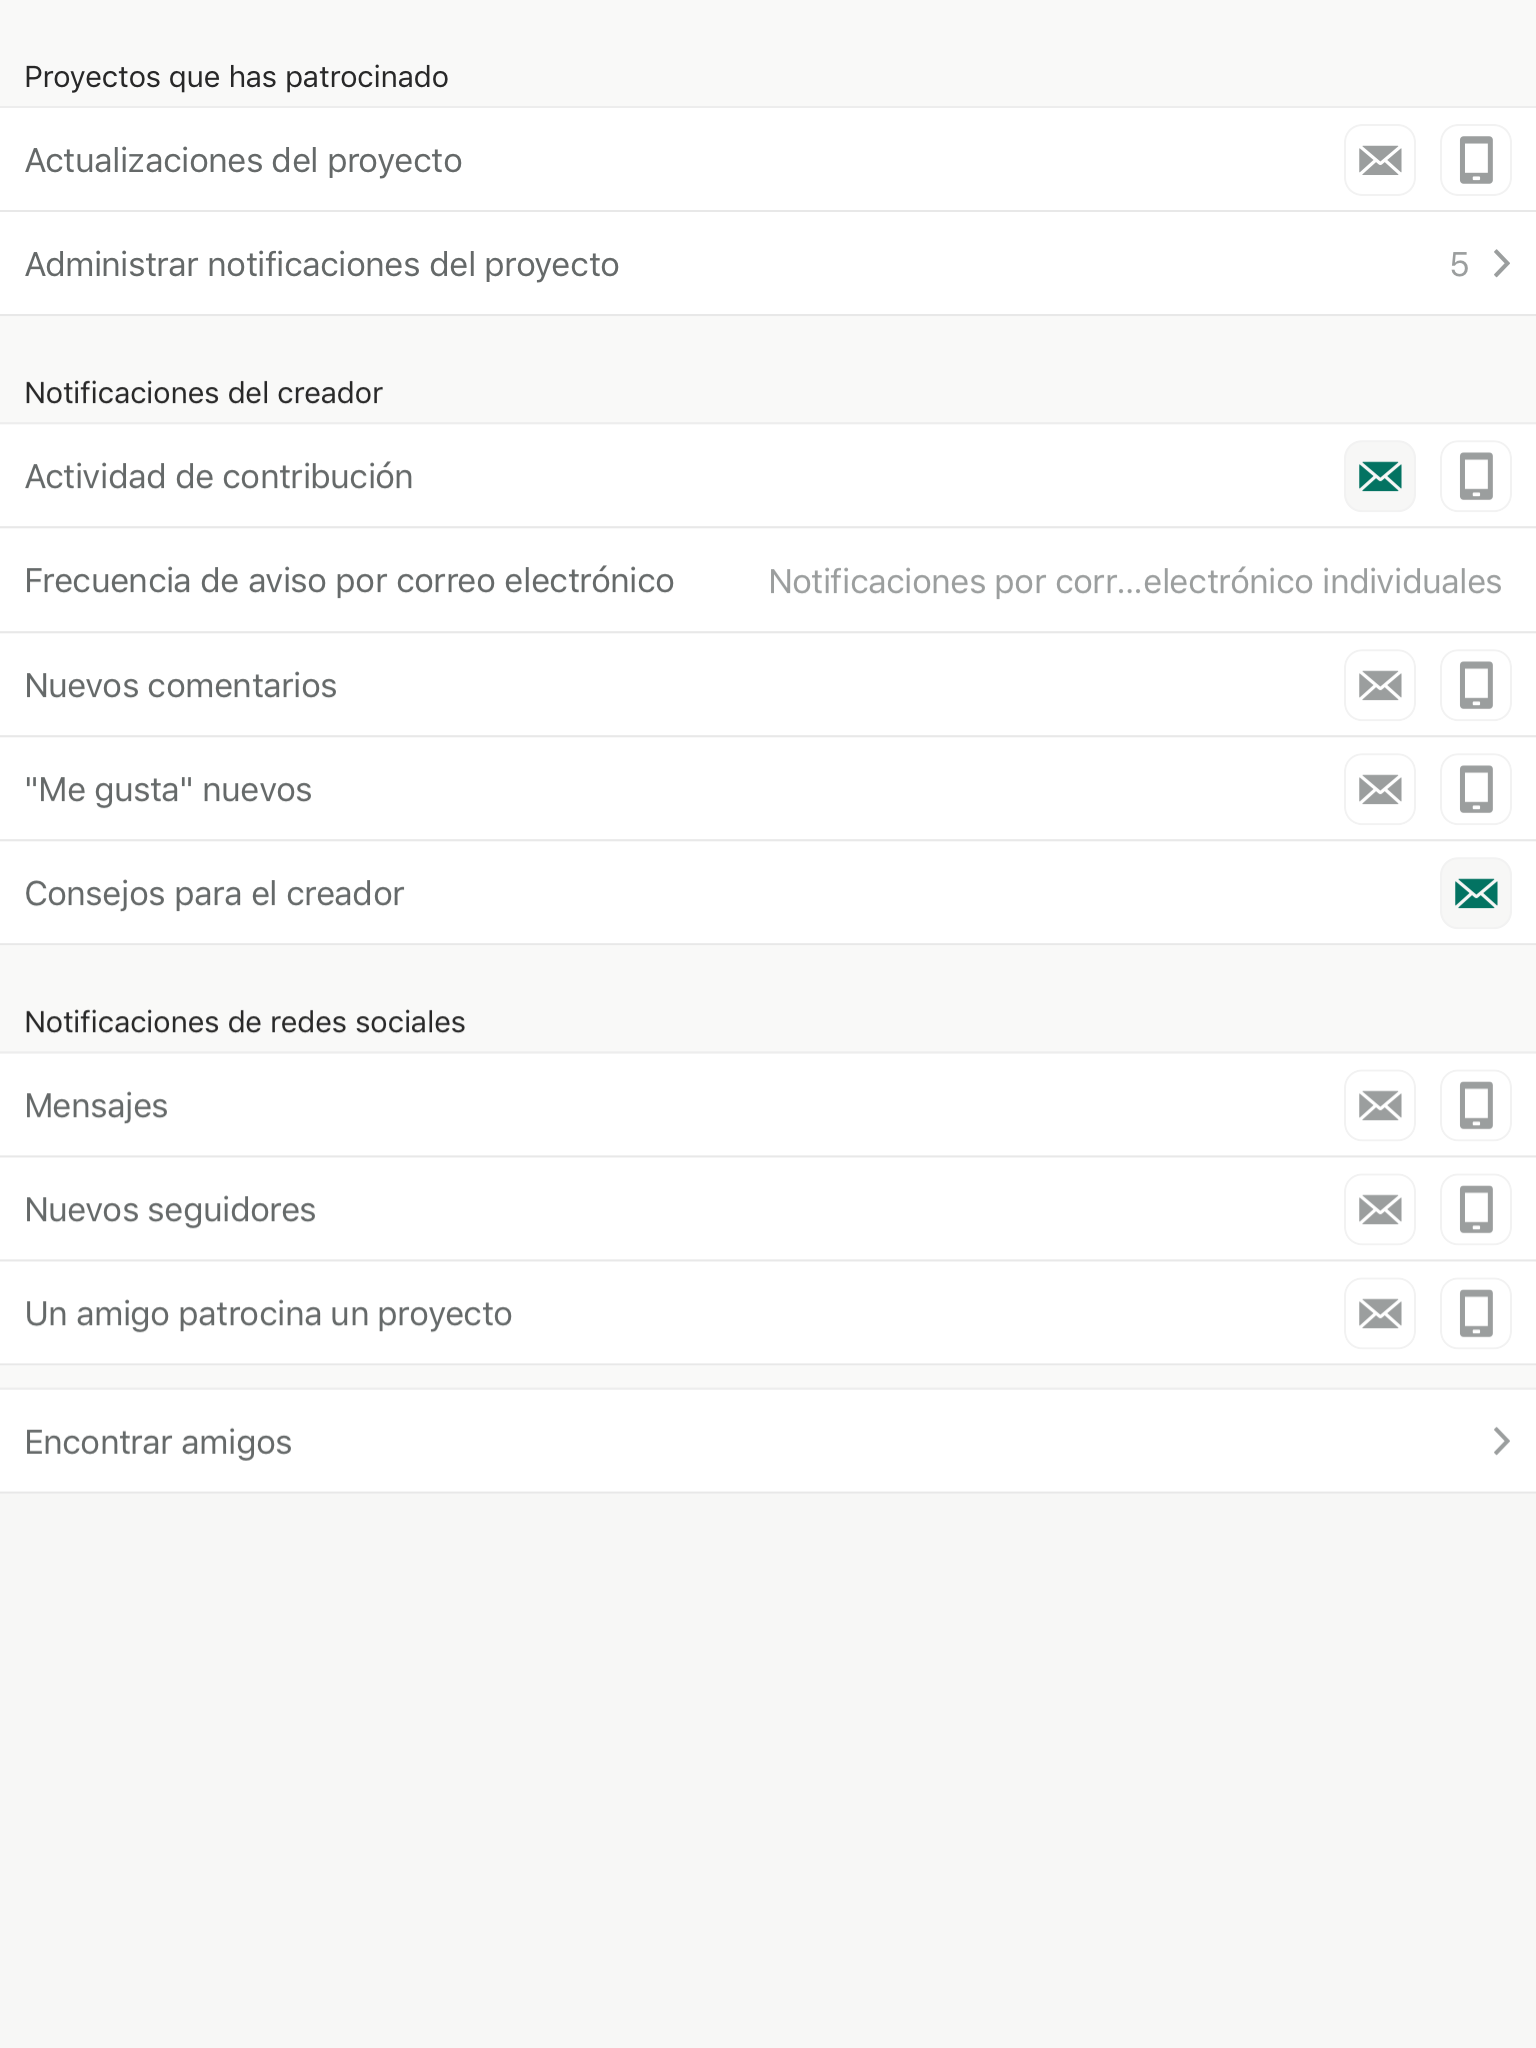 Proyectos que has patrocinado
Actualizaciones del proyecto
Administrar notificaciones del proyecto 5
Notificaciones del creador
Actividad de contribución
Frecuencia de aviso por correo electrónico Notificaciones por corr...electrónico individuales
Nuevos comentarios
"Me gusta" nuevos
Consejos para el creador
Notificaciones de redes sociales
Mensajes
Nuevos seguidores
Un amigo patrocina un proyecto
Encontrar amigos